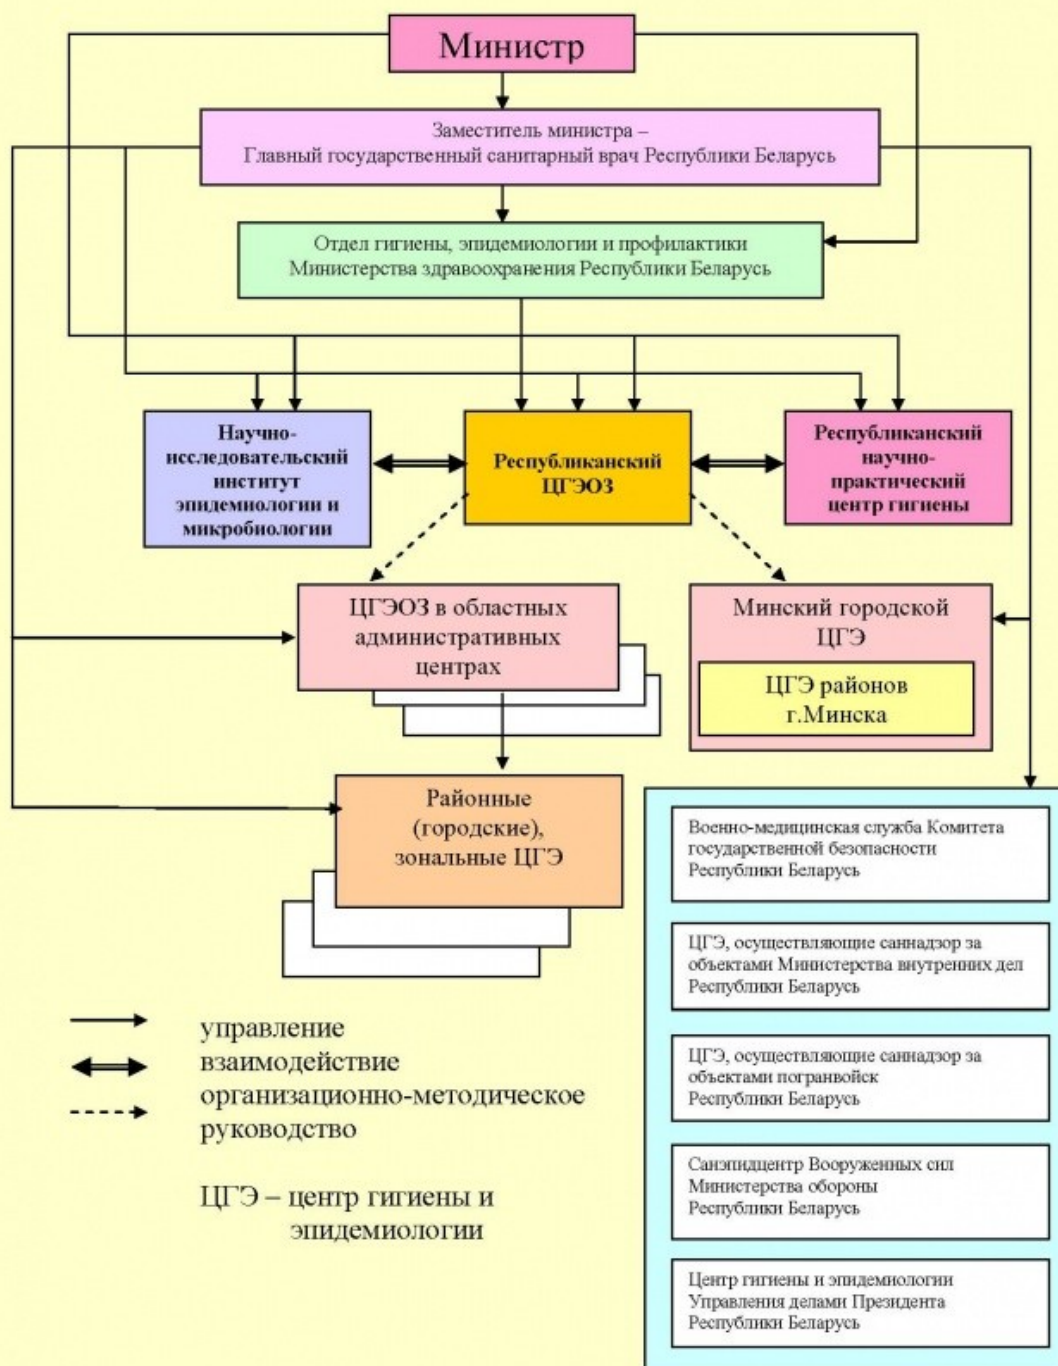 Министр
Заместитель министра –
Главный государственный санитарный врач Республики Беларусь
Отдел гигиены, эпидемиологии и профилактики
Министерства здравоохранения Республики Беларусь
Научно-
исследовательский
институт
эпидемиологии и
микробиологии
Республиканский
ЦГЭОЗ
Республиканский
научно-
практический
центр гигиены
ЦГЭОЗ в областных
административных
центрах
Минский городской
ЦГЭ
ЦГЭ районов
г.Минска
Районные
(городские),
зональные ЦГЭ
Военно-медицинская служба Комитета
государственной безопасности
Республики Беларусь
ЦГЭ, осуществляющие саннадзор за
объектами Министерства внутренних дел
Республики Беларусь
ЦГЭ, осуществляющие саннадзор за
объектами погранвойск
Республики Беларусь
Санэпидцентр Вооруженных сил
Министерства обороны
Республики Беларусь
Центр гигиены и эпидемиологии
Управления делами Президента
Республики Беларусь
управление
взаимодействие
организационно-методическое
руководство
ЦГЭ – центр гигиены и
эпидемиологии